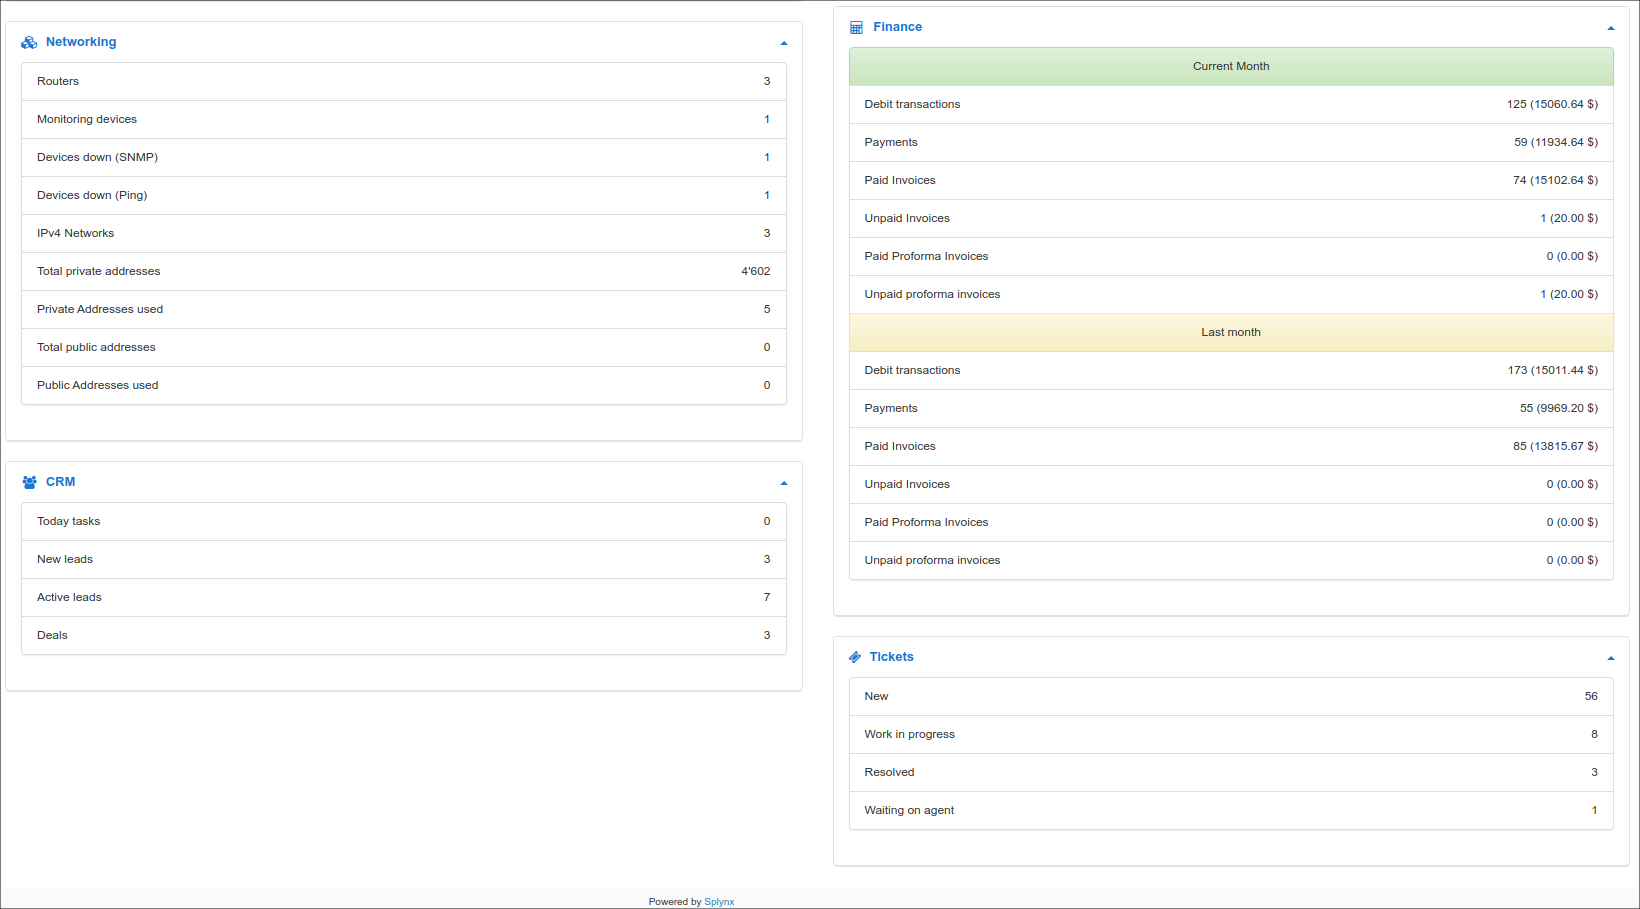 Networking
Routers 3
Monitoring devices 1
Devices down (SNMP) 1
Devices down (Ping) 1
IPv4 Networks 3
Total private addresses 4'602
Private Addresses used 5
Total public addresses 0
Public Addresses used 0
CRM
Today tasks 0
New leads 3
Active leads 7
Deals 3
Finance
Current Month
Debit transactions 125 (15060.64 $)
Payments 59 (11934.64 $)
Paid Invoices 74 (15102.64 $)
Unpaid Invoices 1 (20.00 $)
Paid Proforma Invoices 0 (0.00 $)
Unpaid proforma invoices 1 (20.00 $)
Last month
Debit transactions 173 (15011.44 $)
Payments 55 (9969.20 $)
Paid Invoices 85 (13815.67 $)
Unpaid Invoices 0 (0.00 $)
Paid Proforma Invoices 0 (0.00 $)
Unpaid proforma invoices 0 (0.00 $)
Tickets
New 56
Work in progress 8
Resolved 3
Waiting on agent 1
Powered by Splynx